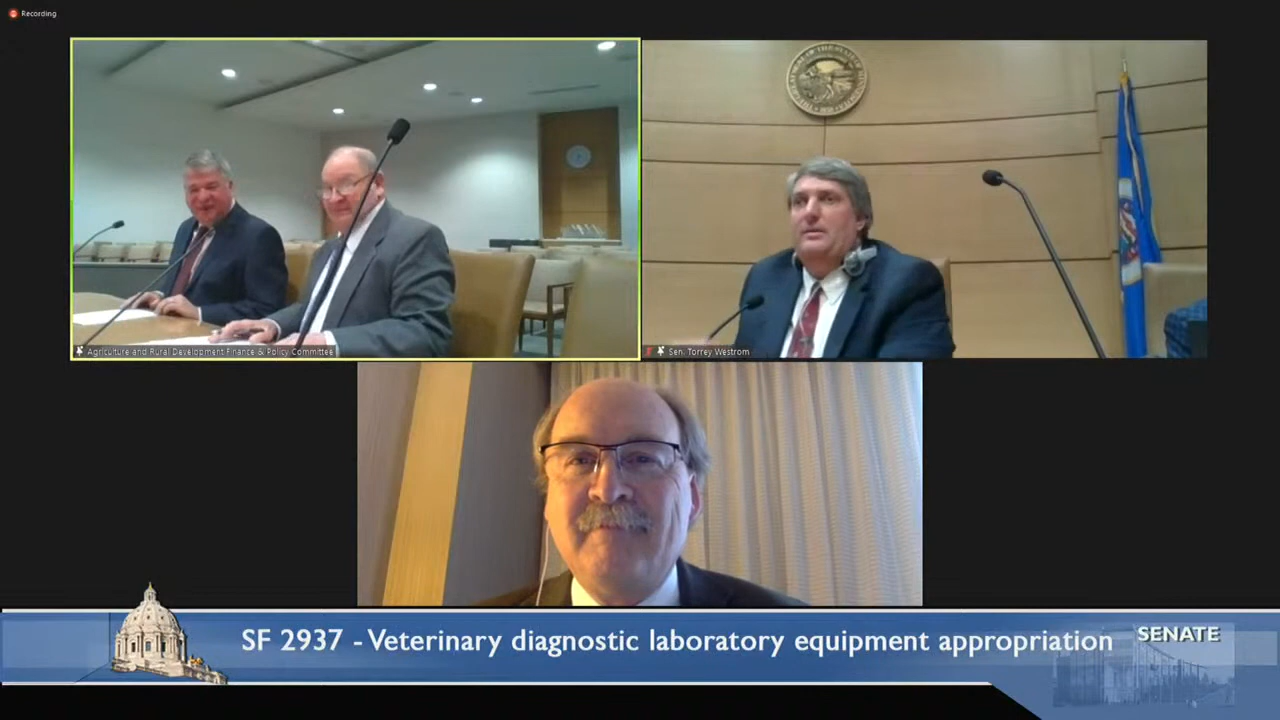 Recording
Agriculture and Rural Development Finance & Policy Committee
Sen. Torrey Westrom
SF 2937 - Veterinary diagnostic laboratory equipment appropriation
SENATE